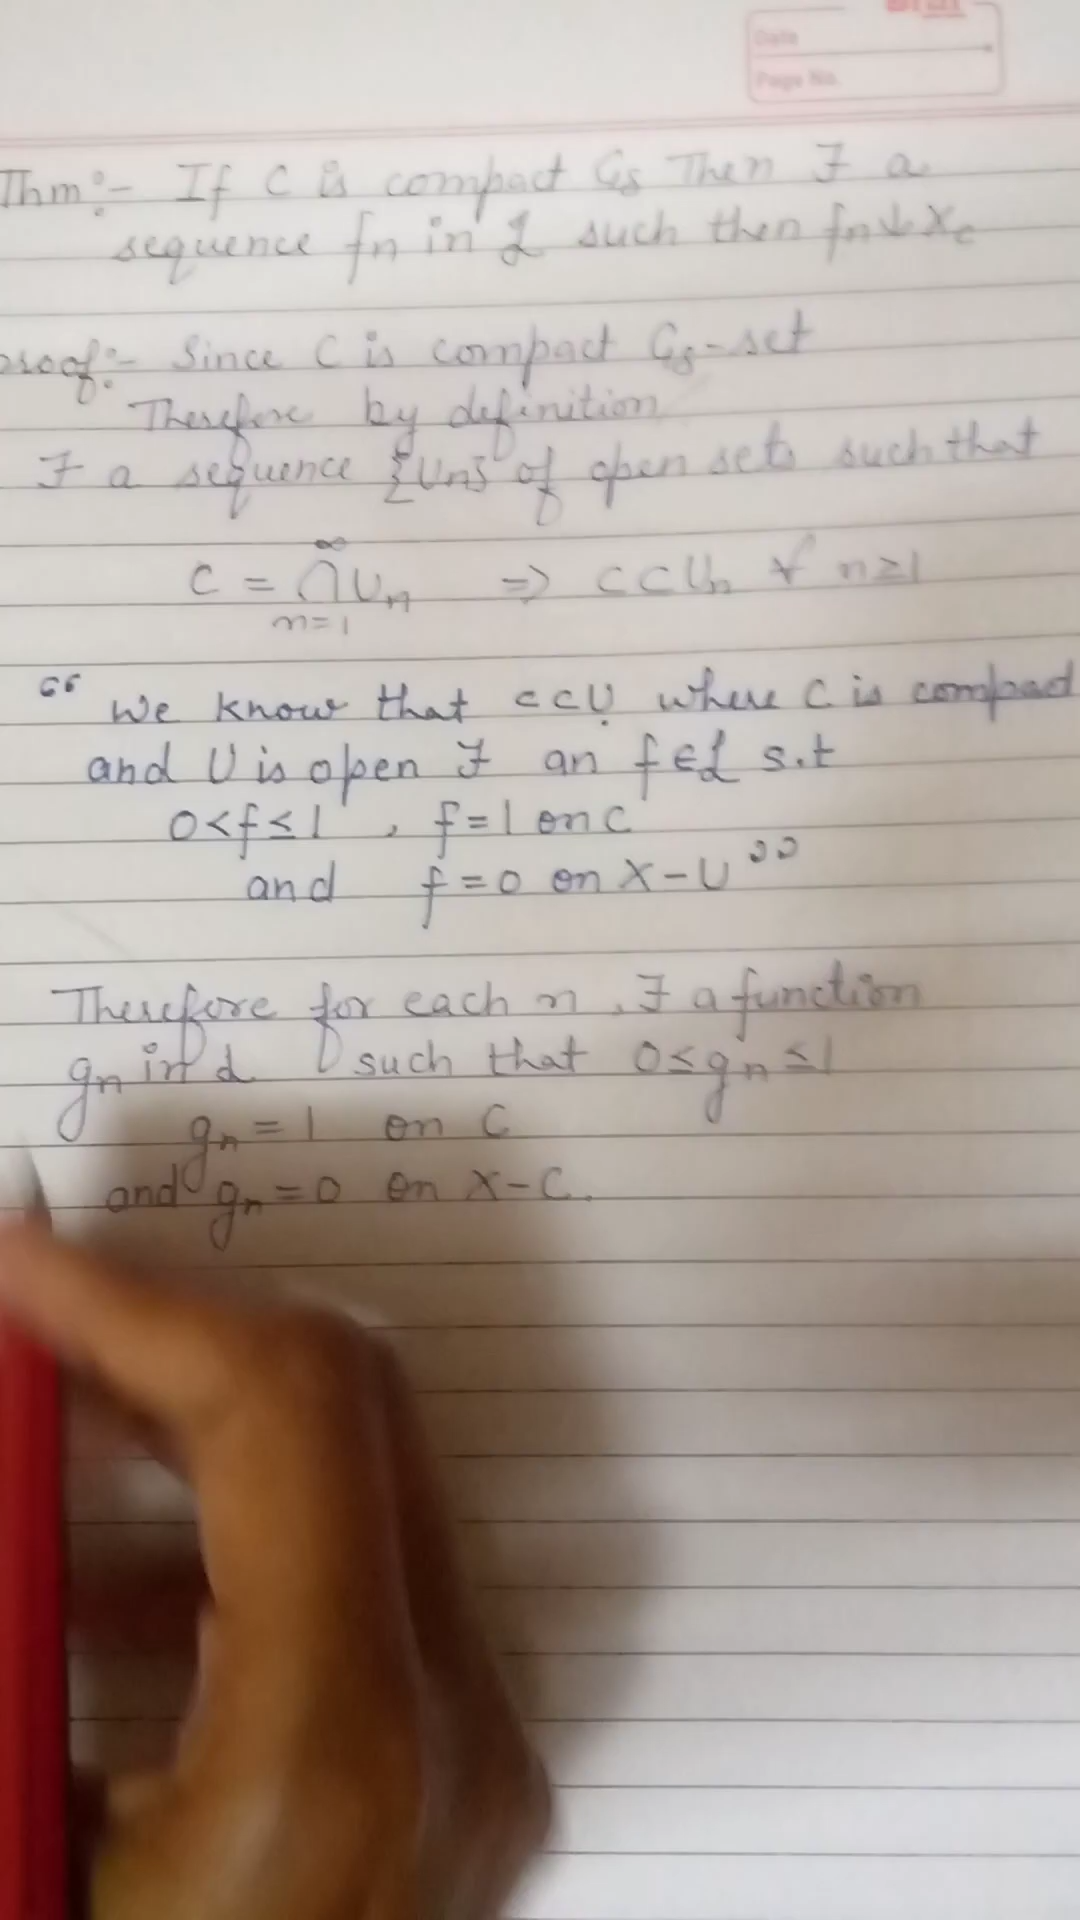 Date
Page No.
Thm:- If C is compact Gδ Then ∃ a
sequence fn in L such then fn↓χc
proof:- Since C is compact Gδ-set
Therefore by definition
∃ a sequence {Un} of open sets such that
C = ∞∩n=1 Un ⇒ C⊂Un ∀ n≥1
“ We know that C⊂U where C is compact
and U is open ∃ an f∈L s.t
0<f≤1 , f=1 on C
and f=0 on X-U ”
Therefore for each n, ∃ a function
gn in L such that 0≤gn≤1
gn=1 on C
and gn=0 on X-C.